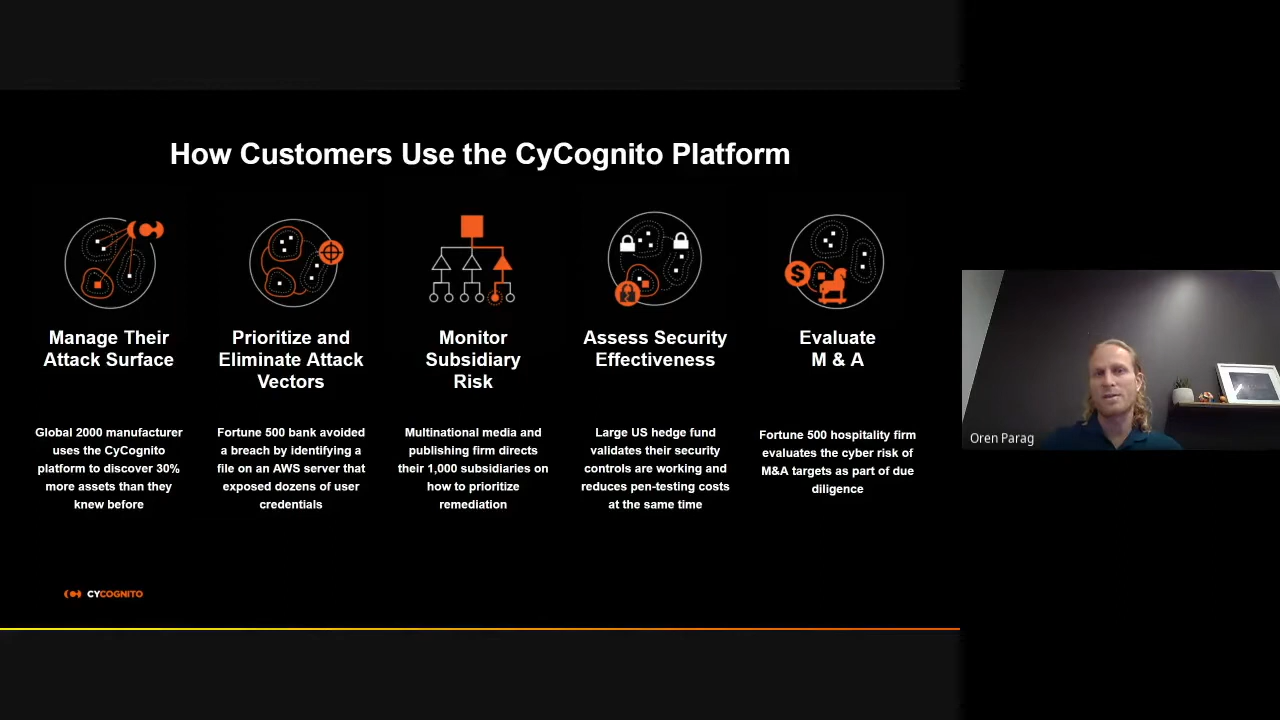 How Customers Use the CyCognito Platform
Manage Their
Attack Surface
Global 2000 manufacturer
uses the CyCognito
platform to discover 30%
more assets than they
knew before
Prioritize and
Eliminate Attack
Vectors
Fortune 500 bank avoided
a breach by identifying a
file on an AWS server that
exposed dozens of user
credentials
Monitor
Subsidiary
Risk
Multinational media and
publishing firm directs
their 1,000 subsidiaries on
how to prioritize
remediation
Assess Security
Effectiveness
Large US hedge fund
validates their security
controls are working and
reduces pen-testing costs
at the same time
$
Evaluate
M & A
Fortune 500 hospitality firm
evaluates the cyber risk of
M&A targets as part of due
diligence
CYCOGNITO
Oren Parag